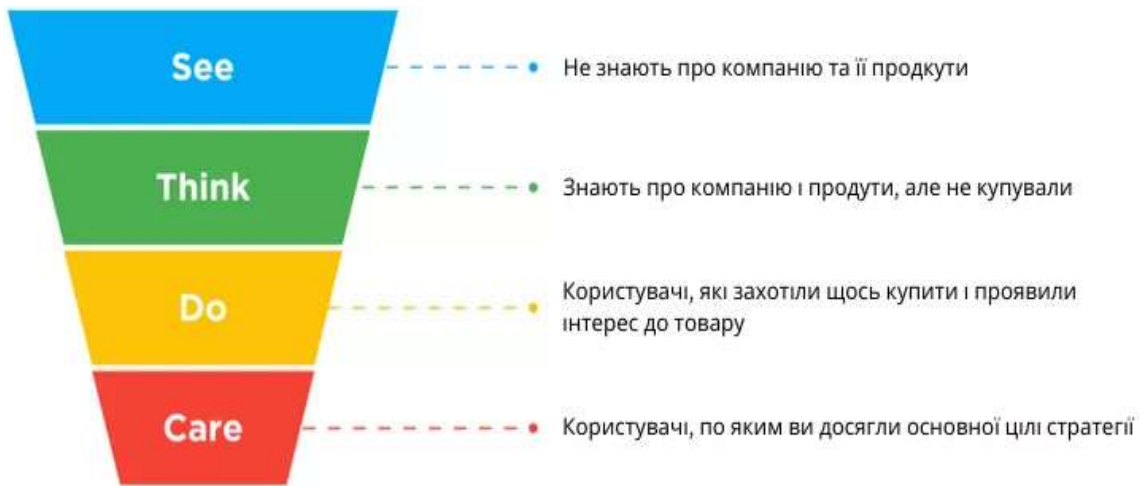 See
Не знають про компанію та її продкути
Think
Знають про компанію і продути, але не купували
Do
Користувачі, які захотіли щось купити і проявили
інтерес до товару
Care
Користувачі, по яким ви досягли основної цілі стратегії